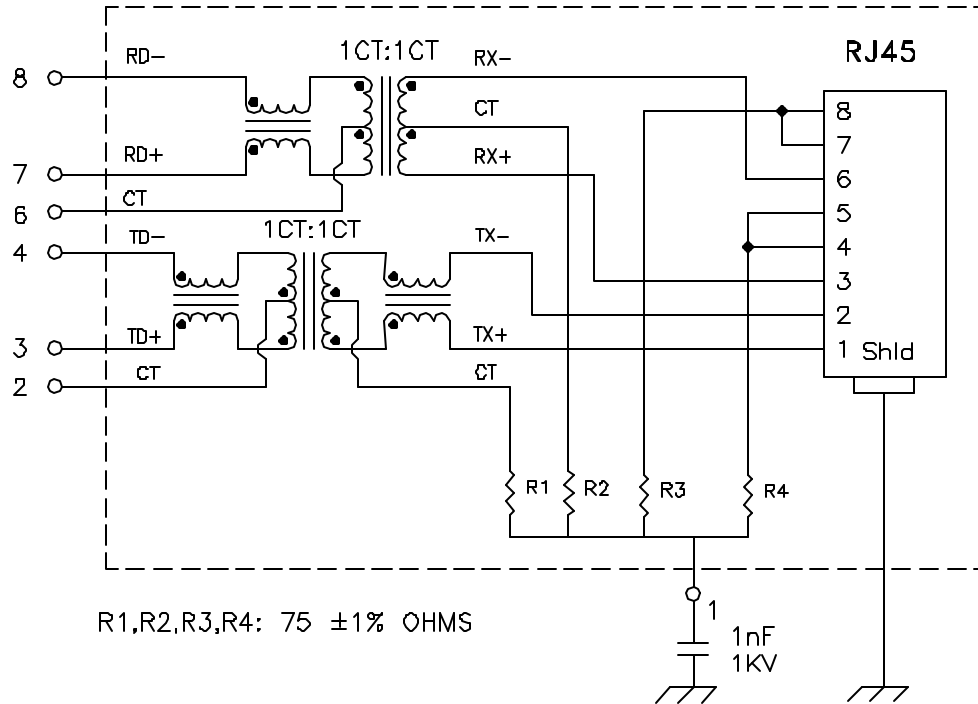 1CT:1CT
RJ45
8
RD-
RX-
CT
8
7
7
RD+
RX+
6
6
CT
5
1CT:1CT
4
TD-
TX-
4
3
2
3
TD+
TX+
1 Shld
2
CT
CT
R1
R2
R3
R4
1
R1,R2,R3,R4: 75 ±1% OHMS
1nF
1KV